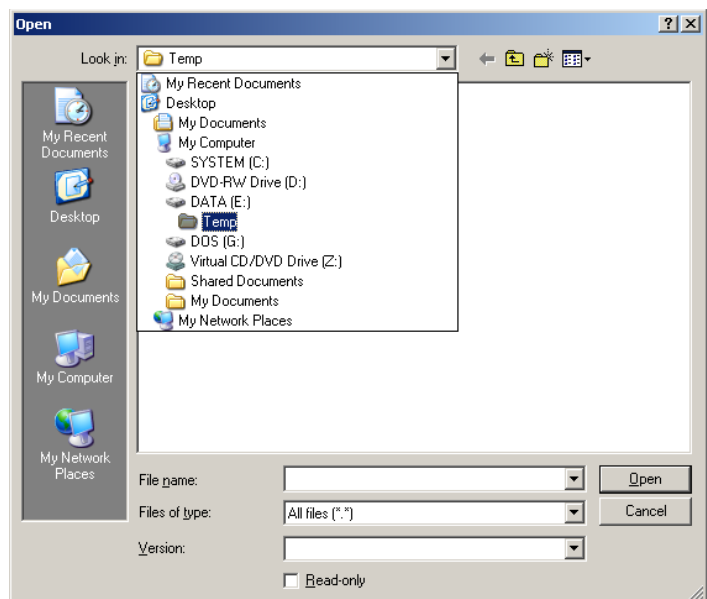 Open
Look in:
Temp
My Recent Documents
Desktop
My Documents
My Computer
SYSTEM (C:)
DVD-RW Drive (D:)
DATA (E:)
Temp
DOS (G:)
Virtual CD/DVD Drive (Z:)
Shared Documents
My Documents
My Network Places
My Recent
Documents
Desktop
My Documents
My Computer
My Network
Places
File name:
Open
Files of type:
All files (*.*)
Cancel
Version:
Read-only